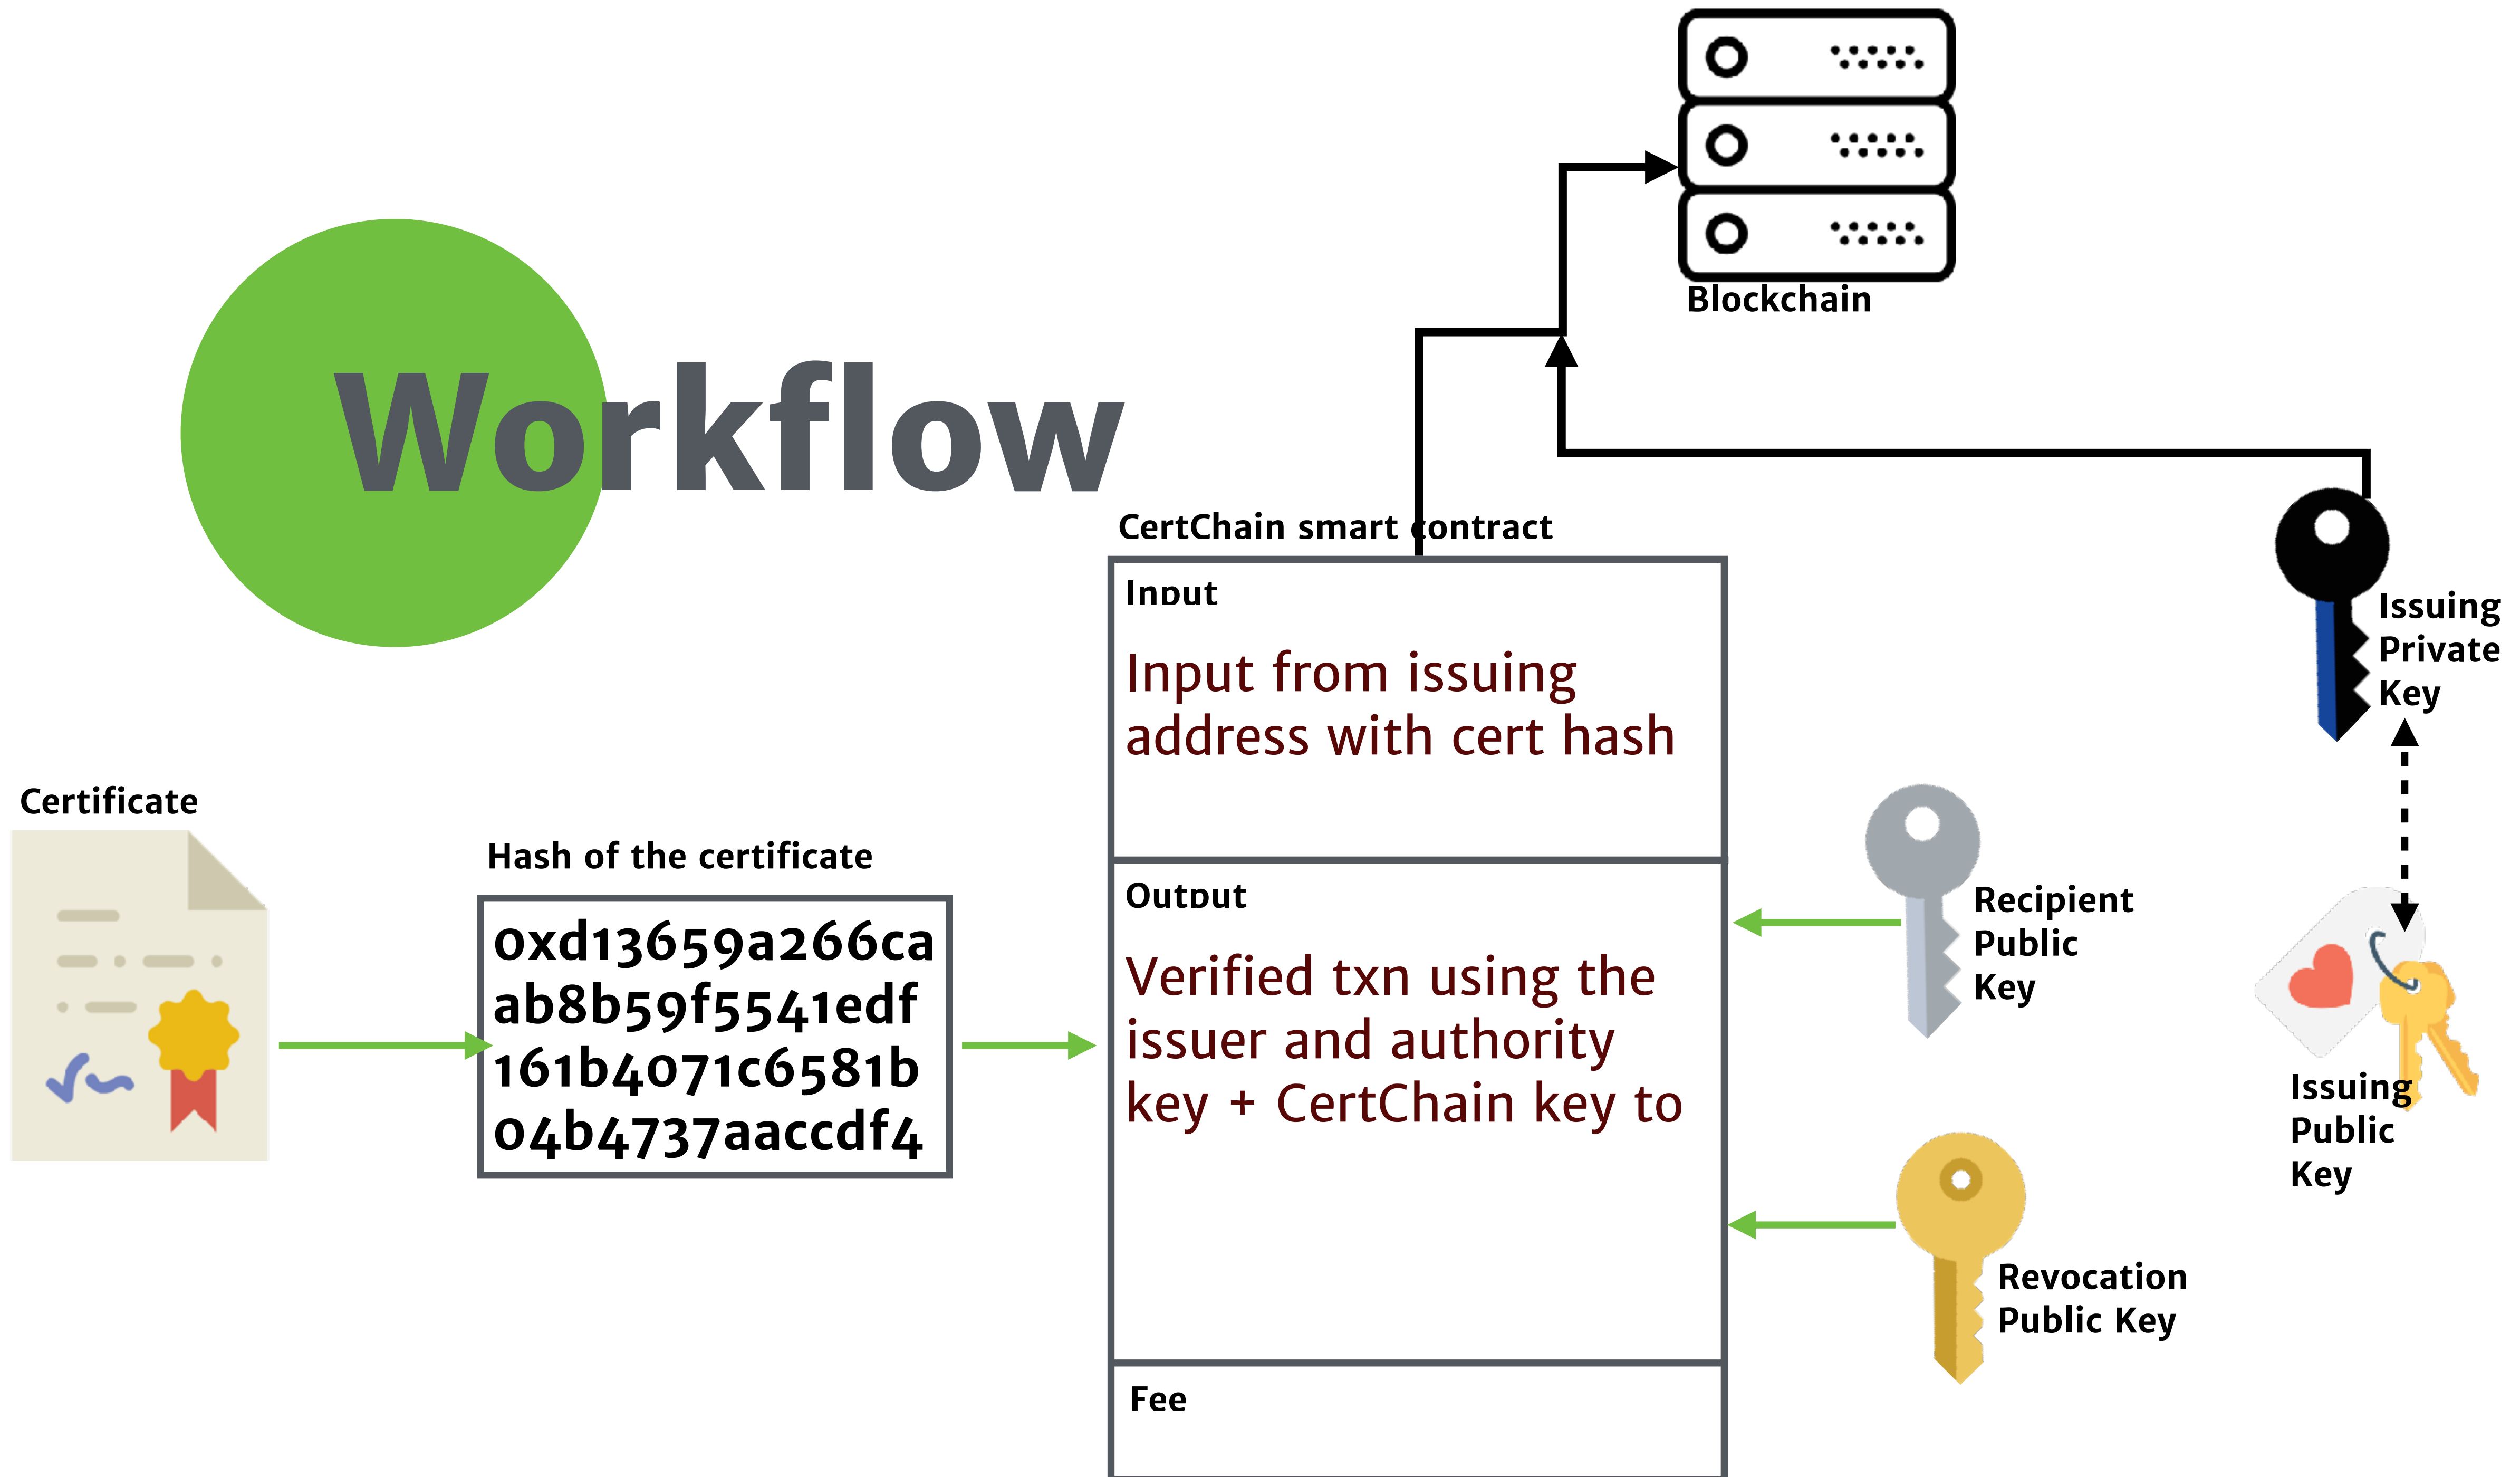 Blockchain
Workflow
CertChain smart contract
Input
Input from issuing
address with cert hash
Issuing
Private
Key
Certificate
Hash of the certificate
0xd13659a266ca
ab8b59f5541edf
161b4071c6581b
04b4737aaccdf4
Output
Verified txn using the
issuer and authority
key + CertChain key to
Recipient
Public
Key
Issuing
Public
Key
Revocation
Public Key
Fee